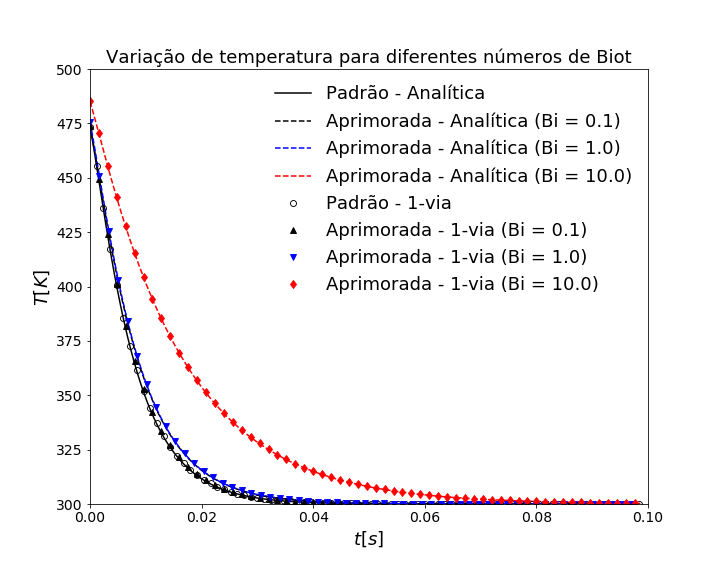 Variação de temperatura para diferentes números de Biot
500
475
450
425
400
375
350
325
300
T[K]
Padrão - Analítica
Aprimorada - Analítica (Bi = 0.1)
Aprimorada - Analítica (Bi = 1.0)
Aprimorada - Analítica (Bi = 10.0)
Padrão - 1-via
Aprimorada - 1-via (Bi = 0.1)
Aprimorada - 1-via (Bi = 1.0)
Aprimorada - 1-via (Bi = 10.0)
0.00 0.02 0.04 0.06 0.08 0.10
t[s]